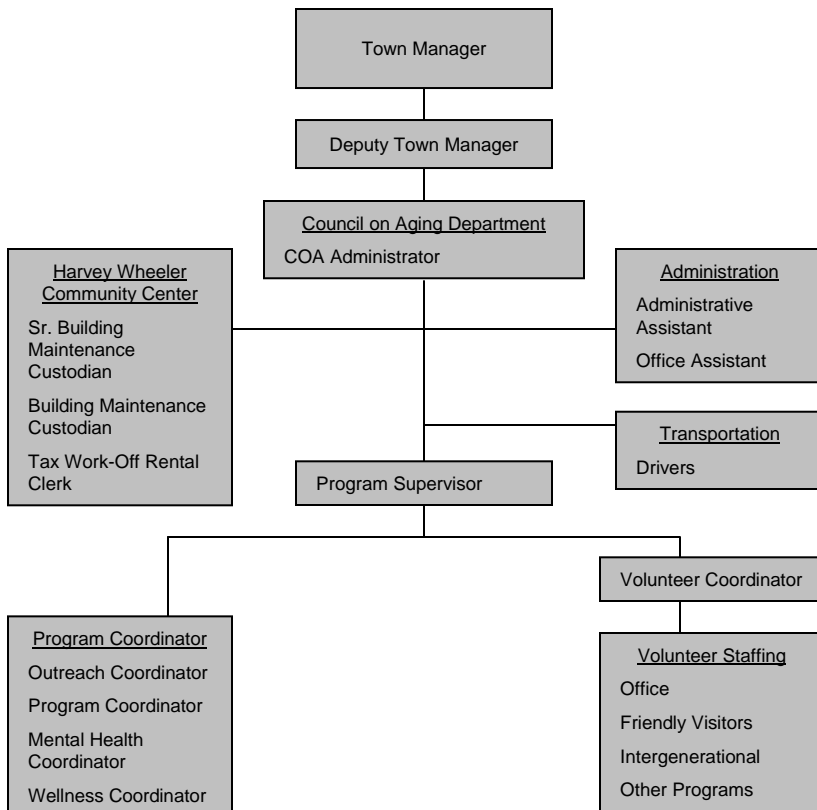 Town Manager
Deputy Town Manager
Council on Aging Department
COA Administrator
Harvey Wheeler
Community Center
Sr. Building
Maintenance
Custodian
Building Maintenance
Custodian
Tax Work-Off Rental
Clerk
Administration
Administrative
Assistant
Office Assistant
Transportation
Drivers
Program Supervisor
Program Coordinator
Outreach Coordinator
Program Coordinator
Mental Health
Coordinator
Wellness Coordinator
Volunteer Coordinator
Volunteer Staffing
Office
Friendly Visitors
Intergenerational
Other Programs